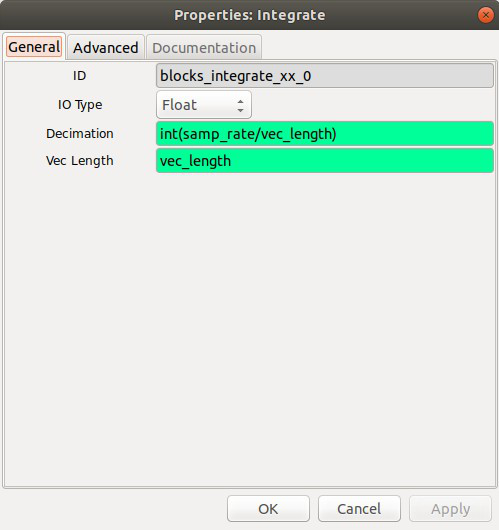 Properties: Integrate
General Advanced Documentation
ID blocks_integrate_xx_0
IO Type Float
Decimation int(samp_rate/vec_length)
Vec Length vec_length
OK Cancel Apply